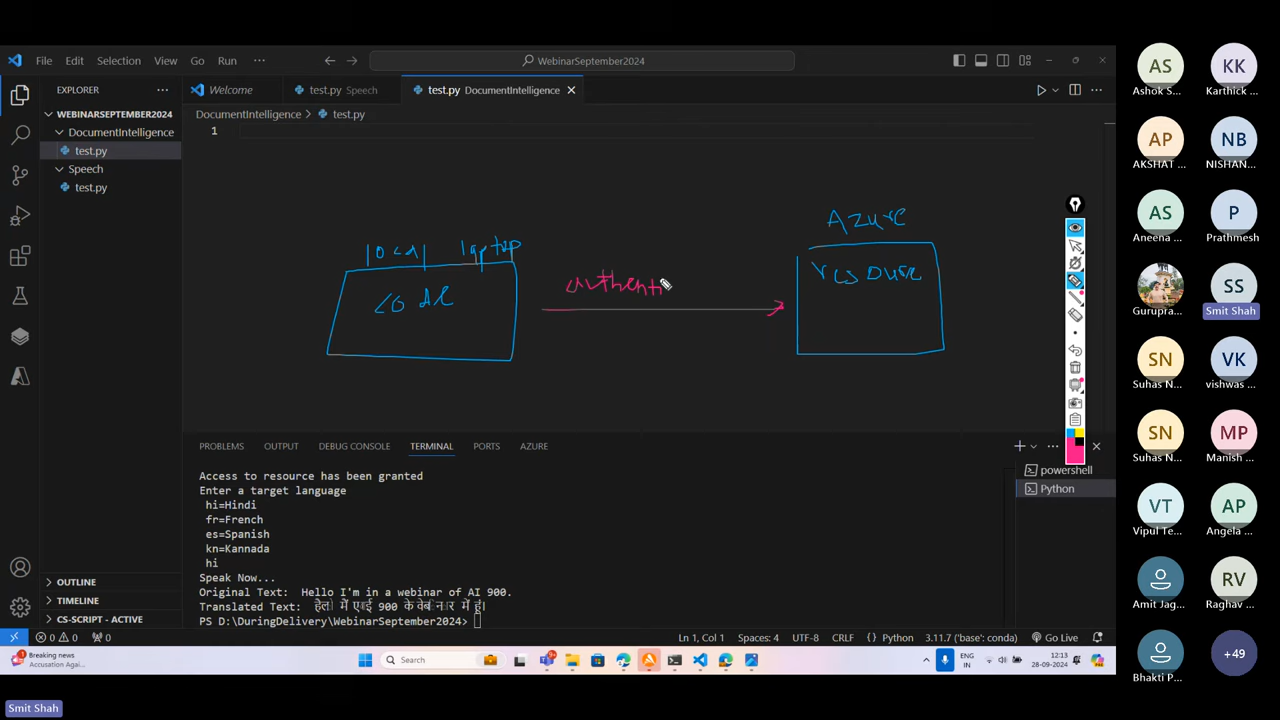 File Edit Selection View Go Run ··· WebinarSeptember2024
EXPLORER ···
WEBINARSEPTEMBER2024
DocumentIntelligence
test.py
Speech
test.py
OUTLINE
TIMELINE
CS-SCRIPT - ACTIVE
Welcome test.py Speech test.py DocumentIntelligence
DocumentIntelligence > test.py
1
local laptop
code
authenti
Azure
resource
PROBLEMS OUTPUT DEBUG CONSOLE TERMINAL PORTS AZURE
powershell
Python
Access to resource has been granted
Enter a target language
hi=Hindi
fr=French
es=Spanish
kn=Kannada
hi
Speak Now...
Original Text: Hello I'm in a webinar of AI 900.
Translated Text: हेलो में एआई 900 के वेबीनार में हूं।
PS D:\DuringDelivery\WebinarSeptember2024>
0 0 0 Ln 1, Col 1 Spaces: 4 UTF-8 CRLF { } Python 3.11.7 ('base': conda) Go Live
Breaking news
Accusation Agai...
Search
ENG
IN
12:13
28-09-2024
Smit Shah
AS KK
Ashok S... Karthick ...
AP NB
AKSHAT ... NISHAN...
AS P
Aneena ... Prathmesh
SS
Gurupra... Smit Shah
SN VK
Suhas N... vishwas ...
SN MP
Suhas N... Manish ...
VT AP
Vipul Te... Angela ...
RV
Amit Jag... Raghav ...
+49
Bhakti P...